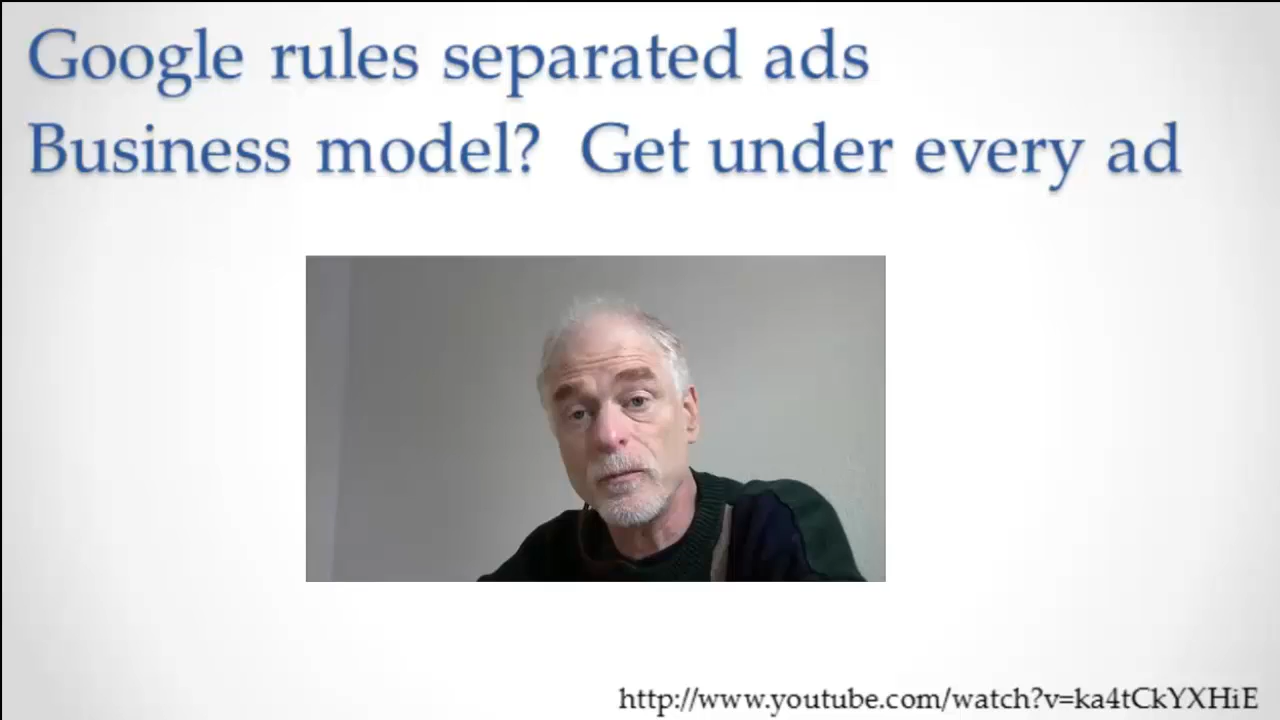 Google rules separated ads
Business model?  Get under every ad
http://www.youtube.com/watch?v=ka4tCkYXHiE